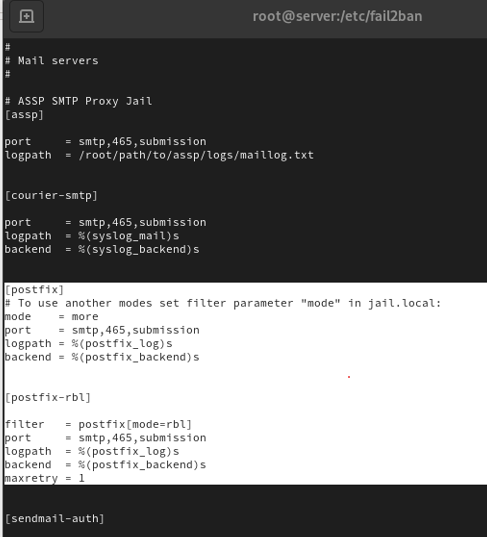 root@server:/etc/fail2ban
#
# Mail servers
#
# ASSP SMTP Proxy Jail
[assp]
port     = smtp,465,submission
logpath  = /root/path/to/assp/logs/maillog.txt
[courier-smtp]
port     = smtp,465,submission
logpath  = %(syslog_mail)s
backend  = %(syslog_backend)s
[postfix]
# To use another modes set filter parameter "mode" in jail.local:
mode    = more
port    = smtp,465,submission
logpath = %(postfix_log)s
backend = %(postfix_backend)s
[postfix-rbl]
filter   = postfix[mode=rbl]
port     = smtp,465,submission
logpath  = %(postfix_log)s
backend  = %(postfix_backend)s
maxretry = 1
[sendmail-auth]